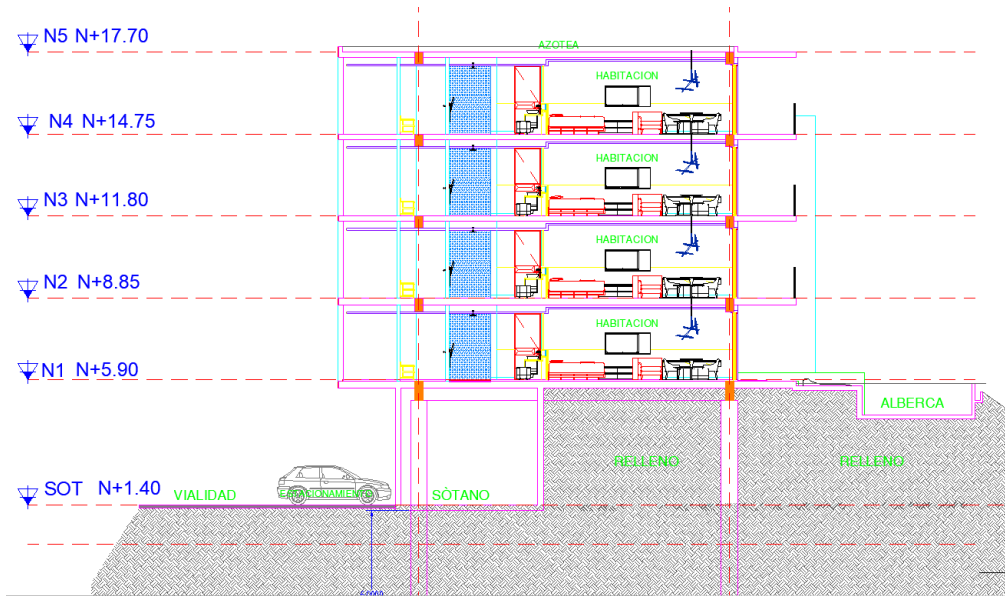 N5 N+17.70
AZOTEA
HABITACION
N4 N+14.75
HABITACION
N3 N+11.80
HABITACION
N2 N+8.85
HABITACION
N1 N+5.90
ALBERCA
RELLENO
RELLENO
SOT N+1.40
VIALIDAD
ESTACIONAMIENTO
SÒTANO